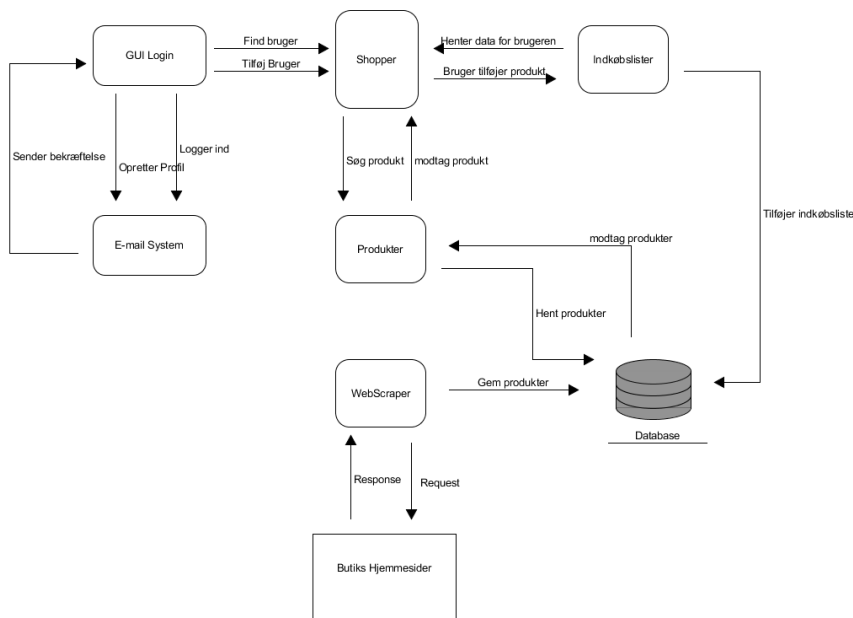 GUI Login
Find bruger
Tilføj Bruger
Shopper
Henter data for brugeren
Bruger tilføjer produkt
Indkøbslister
Sender bekræftelse
Opretter Profil
Logger ind
Søg produkt
modtag produkt
Tilføjer indkøbsliste
E-mail System
Produkter
modtag produkter
Hent produkter
WebScraper
Gem produkter
Database
Response
Request
Butiks Hjemmesider